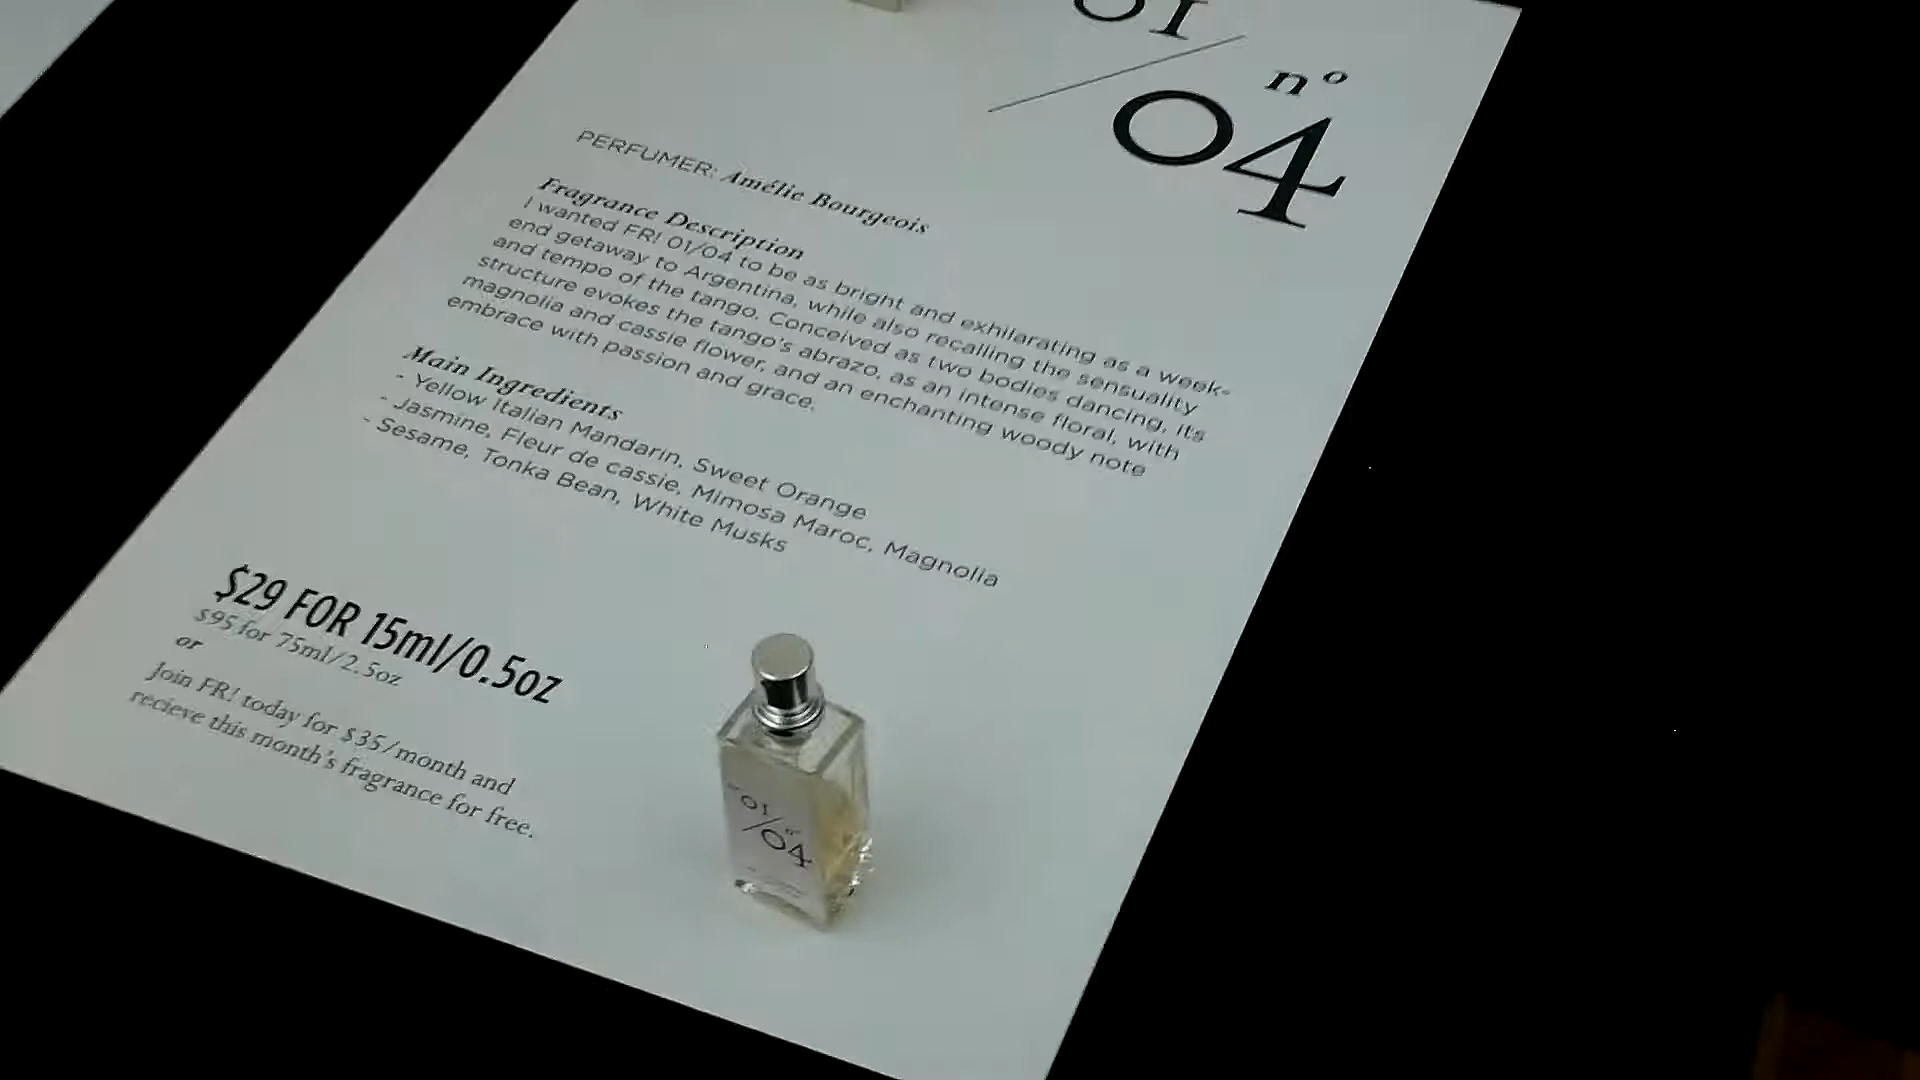 01
nº
04
PERFUMER: Amélie Bourgeois
Fragrance Description
I wanted FR! 01/04 to be as bright and exhilarating as a week-
end getaway to Argentina, while also recalling the sensuality
and tempo of the tango. Conceived as two bodies dancing, its
structure evokes the tango's abrazo, as an intense floral, with
magnolia and cassie flower, and an enchanting woody note
embrace with passion and grace.
Main Ingredients
- Yellow Italian Mandarin, Sweet Orange
- Jasmine, Fleur de cassie, Mimosa Maroc, Magnolia
- Sesame, Tonka Bean, White Musks
$29 FOR 15ml/0.5oz
$95 for 75ml/2.5oz
or
Join FR! today for $35/month and
recieve this month's fragrance for free.
01
nº
04